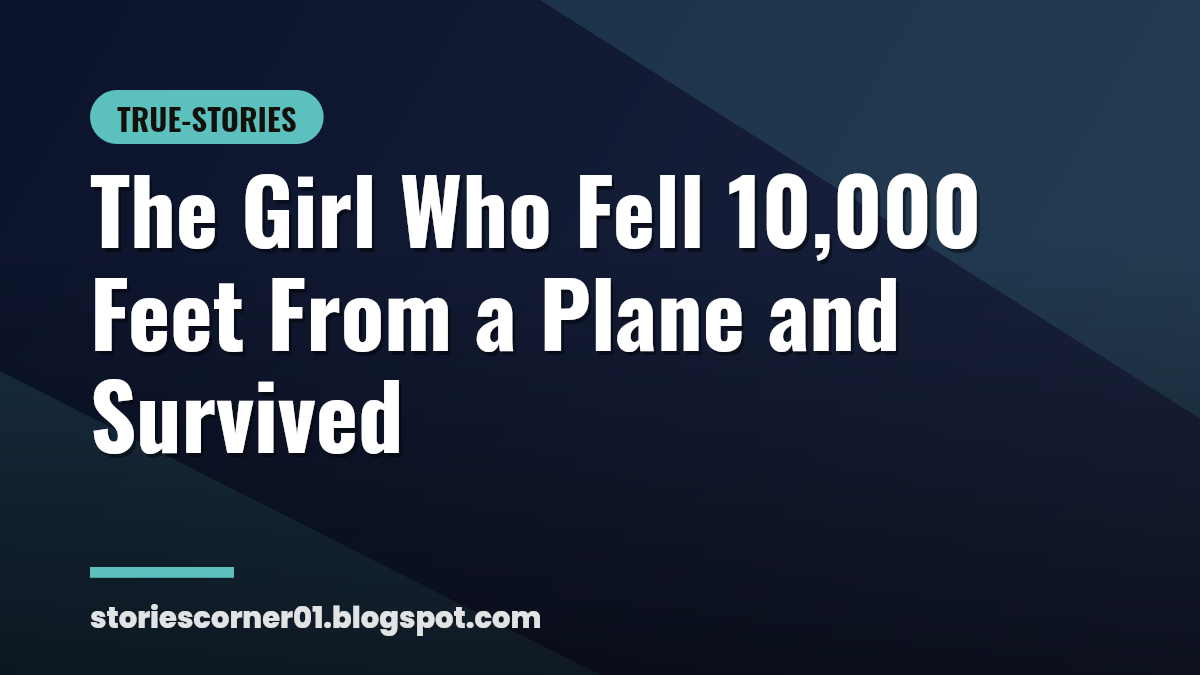 TRUE-STORIES
The Girl Who Fell 10,000
Feet From a Plane and
Survived
storiescorner01.blogspot.com